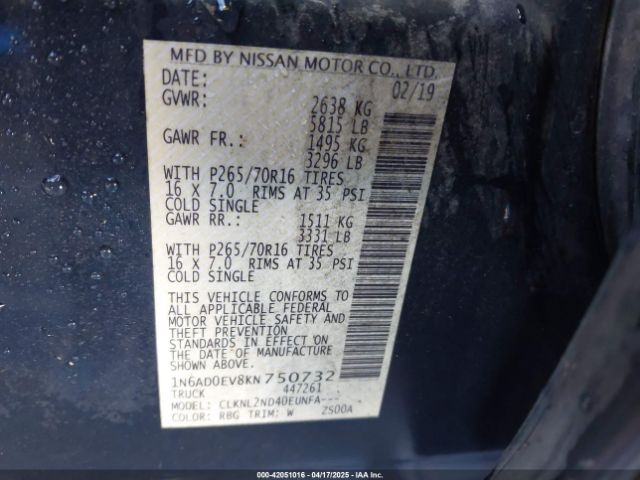 MFD BY NISSAN MOTOR CO., LTD.
DATE: 02/19
GVWR: 2638 KG
5815 LB
GAWR FR.: 1495 KG
3296 LB
WITH P265/70R16 TIRES
16 X 7.0 RIMS AT 35 PSI
COLD SINGLE
GAWR RR.: 1511 KG
3331 LB
WITH P265/70R16 TIRES
16 X 7.0 RIMS AT 35 PSI
COLD SINGLE
THIS VEHICLE CONFORMS TO
ALL APPLICABLE FEDERAL
MOTOR VEHICLE SAFETY AND
THEFT PREVENTION
STANDARDS IN EFFECT ON THE
DATE OF MANUFACTURE
SHOWN ABOVE
1N6AD0EV8KN750732
TRUCK 447261
MODEL: CLKNL2ND40EUNFA---
COLOR: RBG TRIM: W ZS00A
000-42051016 - 04/17/2025 - IAAI.COM